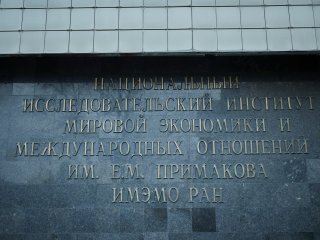 НАЦИОНАЛЬНЫЙ
ИССЛЕДОВАТЕЛЬСКИЙ ИНСТИТУТ
МИРОВОЙ ЭКОНОМИКИ И
МЕЖДУНАРОДНЫХ ОТНОШЕНИЙ
ИМ. Е.М. ПРИМАКОВА
ИМЭМО РАН